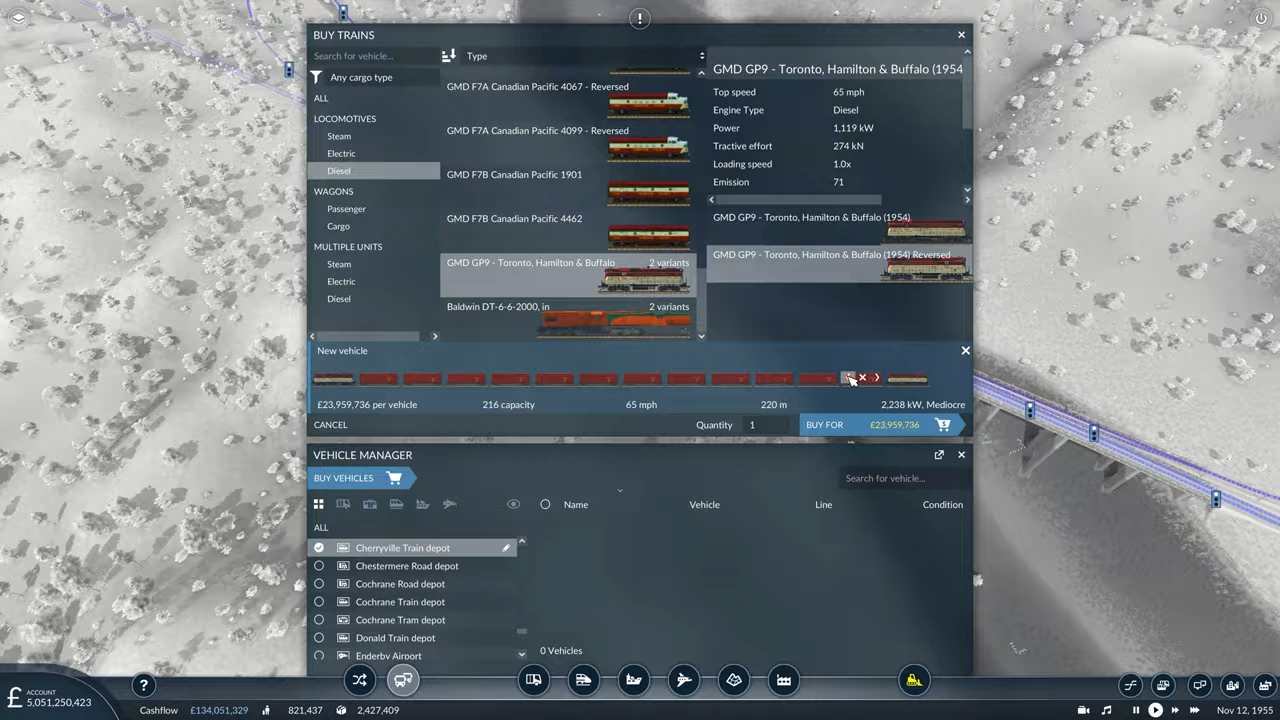 BUY TRAINS
Search for vehicle...
Type
Any cargo type
ALL
LOCOMOTIVES
Steam
Electric
Diesel
WAGONS
Passenger
Cargo
MULTIPLE UNITS
Steam
Electric
Diesel
GMD F7A Canadian Pacific 4067 - Reversed
GMD F7A Canadian Pacific 4099 - Reversed
GMD F7B Canadian Pacific 1901
GMD F7B Canadian Pacific 4462
GMD GP9 - Toronto, Hamilton & Buffalo 2 variants
Baldwin DT-6-6-2000, in 2 variants
GMD GP9 - Toronto, Hamilton & Buffalo (1954
Top speed 65 mph
Engine Type Diesel
Power 1,119 kW
Tractive effort 274 kN
Loading speed 1.0x
Emission 71
GMD GP9 - Toronto, Hamilton & Buffalo (1954)
GMD GP9 - Toronto, Hamilton & Buffalo (1954) Reversed
New vehicle
£23,959,736 per vehicle 216 capacity 65 mph 220 m 2,238 kW, Mediocre
CANCEL Quantity 1 BUY FOR £23,959,736
VEHICLE MANAGER
BUY VEHICLES Search for vehicle...
Name Vehicle Line Condition
ALL
Cherryville Train depot
Chestermere Road depot
Cochrane Road depot
Cochrane Train depot
Cochrane Tram depot
Donald Train depot
Enderby Airport
0 Vehicles
£ ACCOUNT
5,051,250,423
?
Cashflow £134,051,329 821,437 2,427,409 Nov 12, 1955